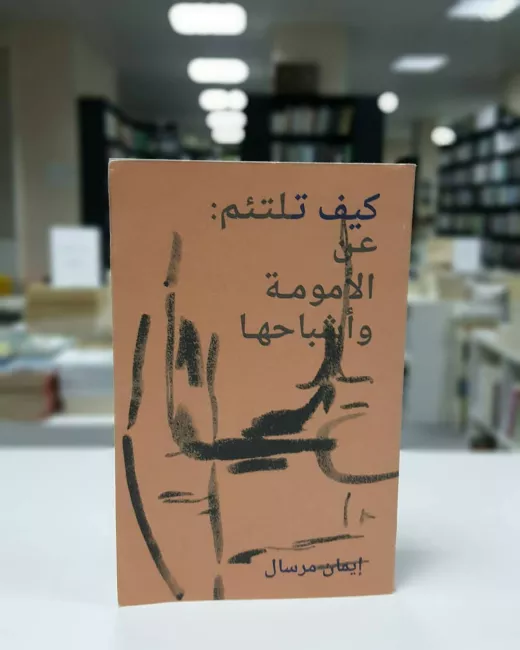 كيف تلتئم:
عن
الأمومة
وأشباحها
إيمان مرسال